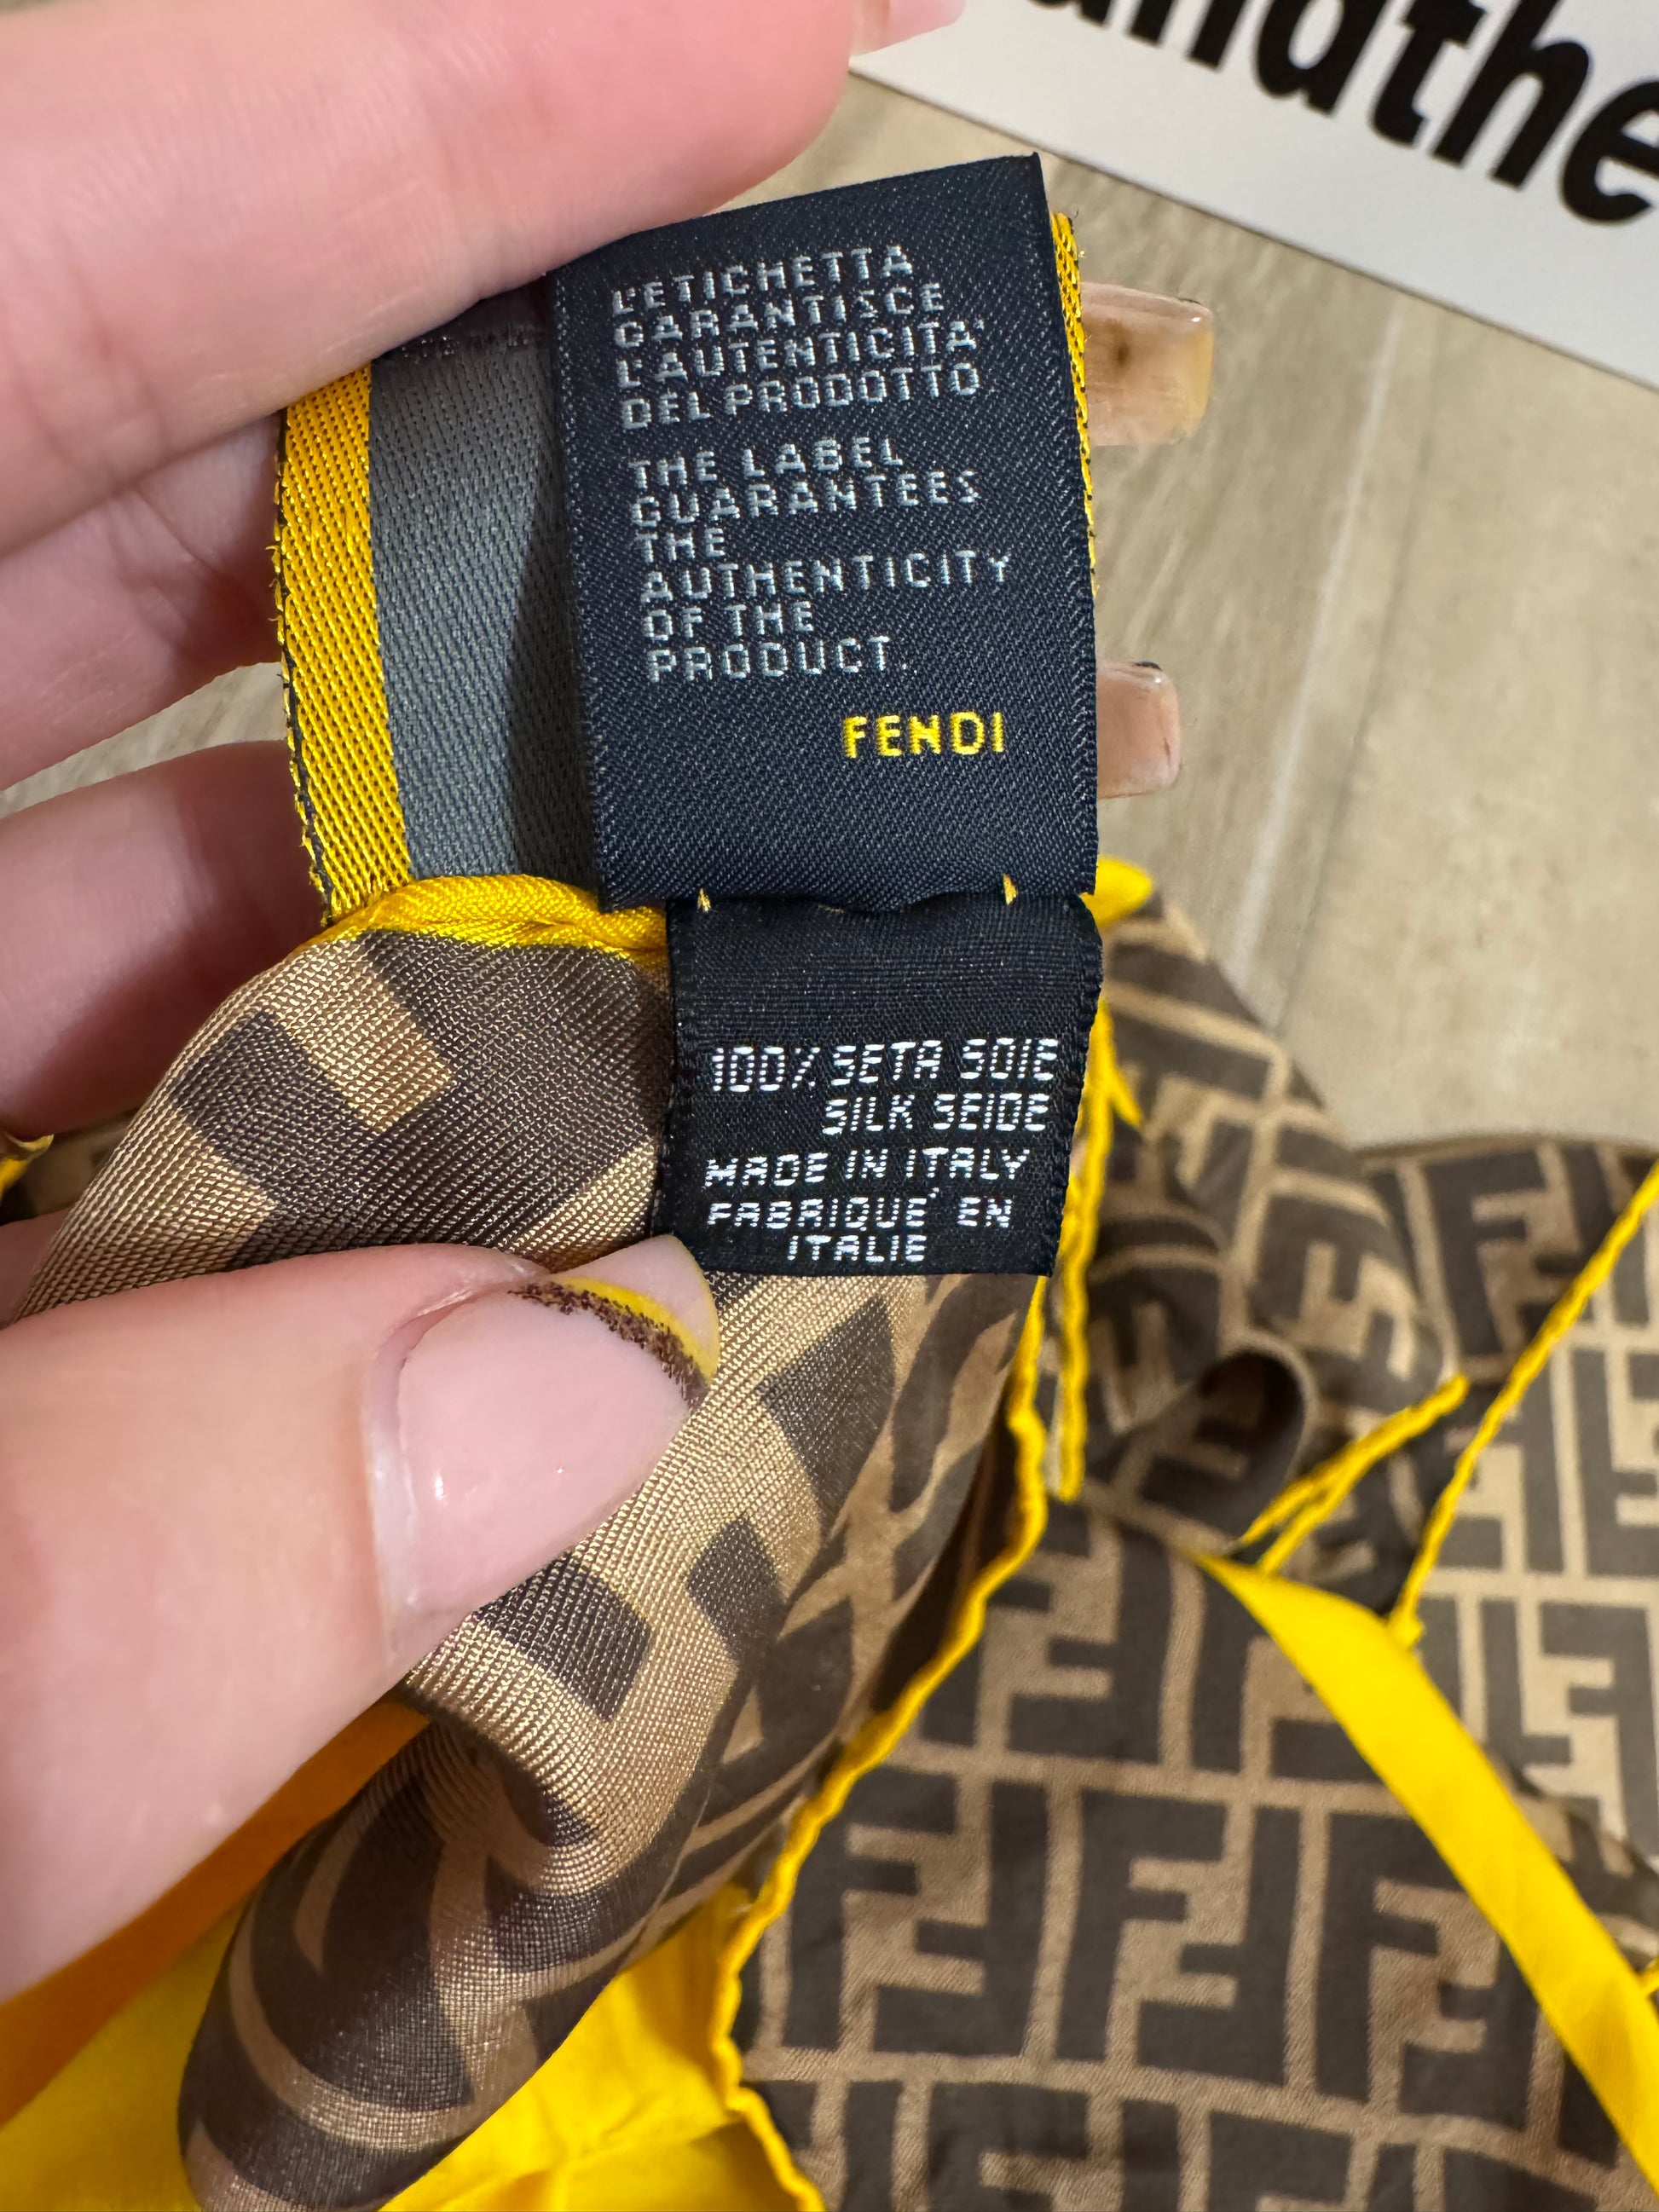 L'ETICHETTA
GARANTISCE
L'AUTENTICITA'
DEL PRODOTTO
THE LABEL
GUARANTEES
THE
AUTHENTICITY
OF THE
PRODUCT.
FENDI
100% SETA SOIE
SILK SEIDE
MADE IN ITALY
FABRIQUE' EN
ITALIE